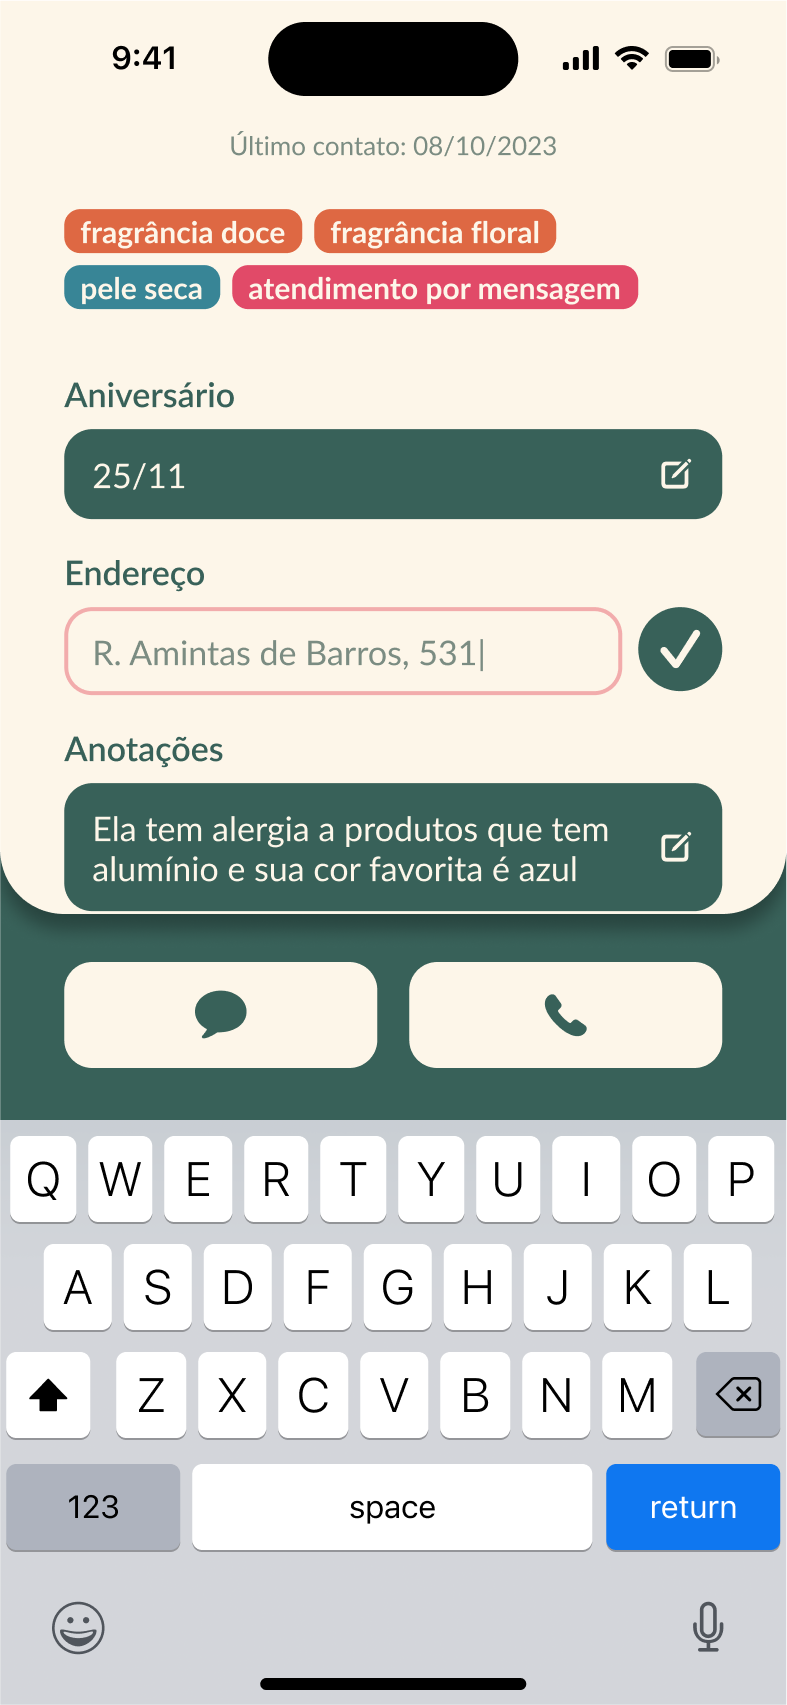 9:41
Último contato: 08/10/2023
fragrância doce fragrância floral
pele seca atendimento por mensagem
Aniversário
25/11
Endereço
R. Amintas de Barros, 531|
Anotações
Ela tem alergia a produtos que tem
alumínio e sua cor favorita é azul
Q W E R T Y U I O P
A S D F G H J K L
Z X C V B N M
123 space return